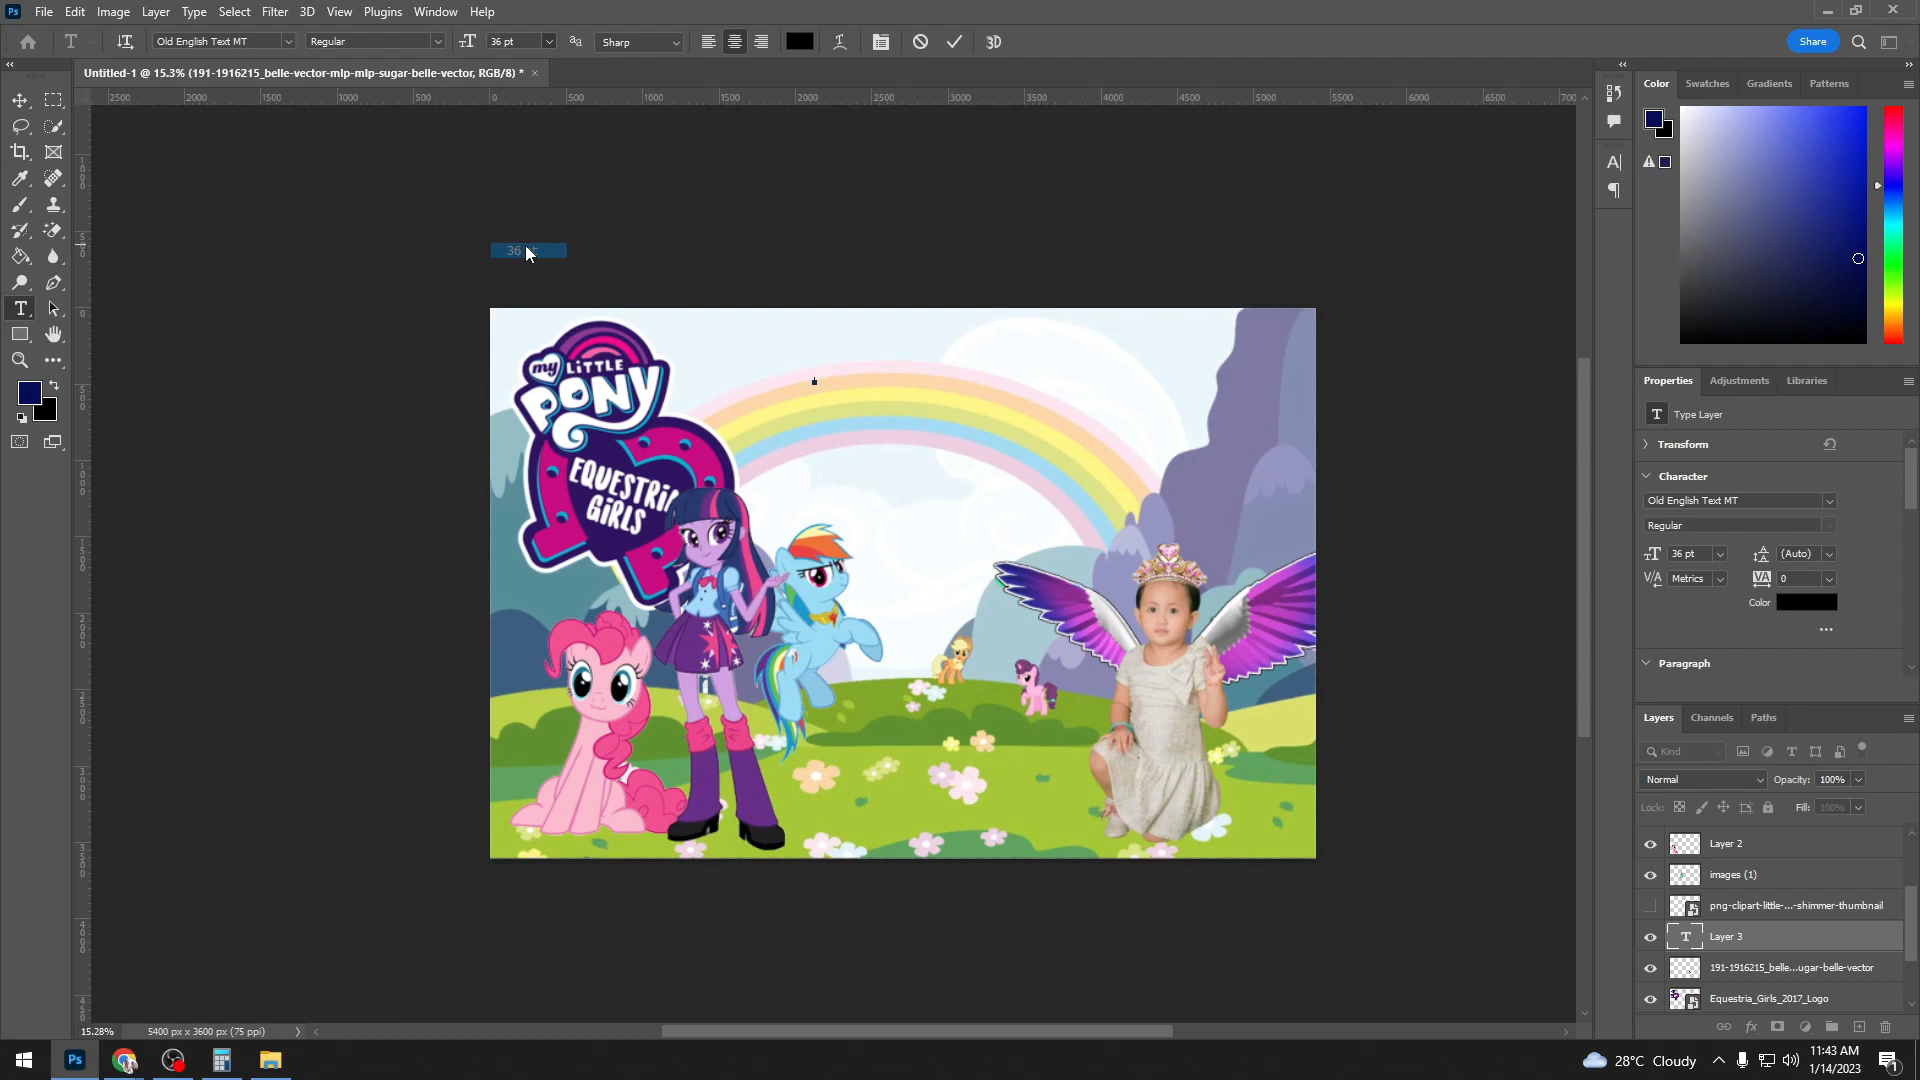 File Edit Image Layer Type Select Filter 3D View Plugins Window Help
Old English Text MT Regular 36 pt Sharp 3D Share
Untitled-1 @ 15.3% (191-1916215_belle-vector-mlp-mlp-sugar-belle-vector, RGB/8) *
2500 2000 1500 1000 500 0 500 1000 1500 2000 2500 3000 3500 4000 4500 5000 5500 6000 6500
36 pt
my LiTTLE
PONY
EQUESTRIA
GiRLS
Color Swatches Gradients Patterns
Properties Adjustments Libraries
Type Layer
Transform
Character
Old English Text MT
Regular
36 pt (Auto)
Metrics 0
Color
Paragraph
Layers Channels Paths
Kind
Normal Opacity: 100%
Lock: Fill: 100%
Layer 2
images (1)
png-clipart-little-...-shimmer-thumbnail
Layer 3
191-1916215_belle...ugar-belle-vector
Equestria_Girls_2017_Logo
15.28% 5400 px x 3600 px (75 ppi)
28°C Cloudy
11:43 AM
1/14/2023